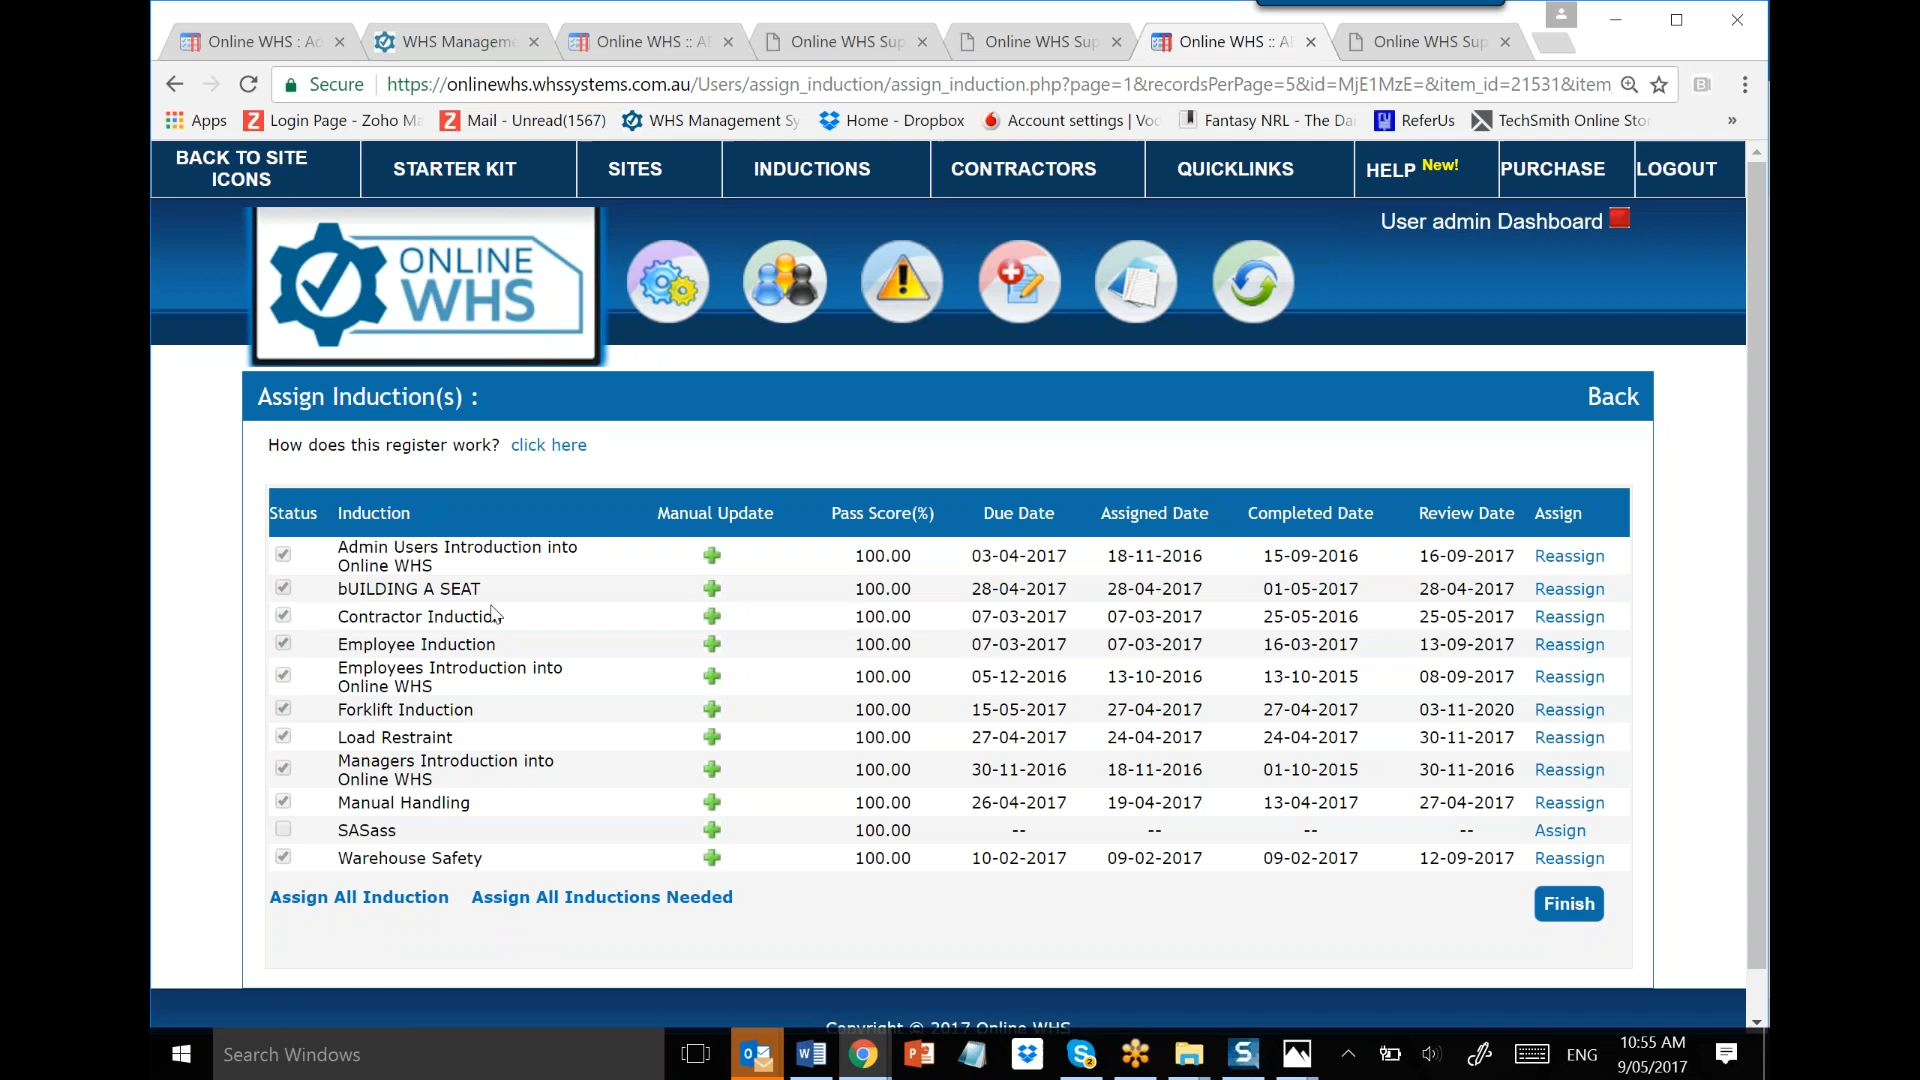 Online WHS : Ad
WHS Manageme
Online WHS :: Al
Online WHS Sup
Online WHS Sup
Online WHS :: Al
Online WHS Sup
Secure
https://onlinewhs.whssystems.com.au/Users/assign_induction/assign_induction.php?page=1&recordsPerPage=5&id=MjE1MzE=&item_id=21531&item
Apps
Login Page - Zoho Ma
Mail - Unread(1567)
WHS Management Sy
Home - Dropbox
Account settings | Voc
Fantasy NRL - The Da
ReferUs
TechSmith Online Stor
»
BACK TO SITE
ICONS
STARTER KIT
SITES
INDUCTIONS
CONTRACTORS
QUICKLINKS
HELP New!
PURCHASE
LOGOUT
User admin Dashboard
ONLINE
WHS
Assign Induction(s) :
Back
How does this register work? click here
Status Induction Manual Update Pass Score(%) Due Date Assigned Date Completed Date Review Date Assign
Admin Users Introduction into
Online WHS
100.00 03-04-2017 18-11-2016 15-09-2016 16-09-2017 Reassign
bUILDING A SEAT 100.00 28-04-2017 28-04-2017 01-05-2017 28-04-2017 Reassign
Contractor Induction 100.00 07-03-2017 07-03-2017 25-05-2016 25-05-2017 Reassign
Employee Induction 100.00 07-03-2017 07-03-2017 16-03-2017 13-09-2017 Reassign
Employees Introduction into
Online WHS
100.00 05-12-2016 13-10-2016 13-10-2015 08-09-2017 Reassign
Forklift Induction 100.00 15-05-2017 27-04-2017 27-04-2017 03-11-2020 Reassign
Load Restraint 100.00 27-04-2017 24-04-2017 24-04-2017 30-11-2017 Reassign
Managers Introduction into
Online WHS
100.00 30-11-2016 18-11-2016 01-10-2015 30-11-2016 Reassign
Manual Handling 100.00 26-04-2017 19-04-2017 13-04-2017 27-04-2017 Reassign
SASass 100.00 -- -- -- -- Assign
Warehouse Safety 100.00 10-02-2017 09-02-2017 09-02-2017 12-09-2017 Reassign
Assign All Induction Assign All Inductions Needed
Finish
Copyright © 2017 Online WHS
Search Windows
ENG
10:55 AM
9/05/2017